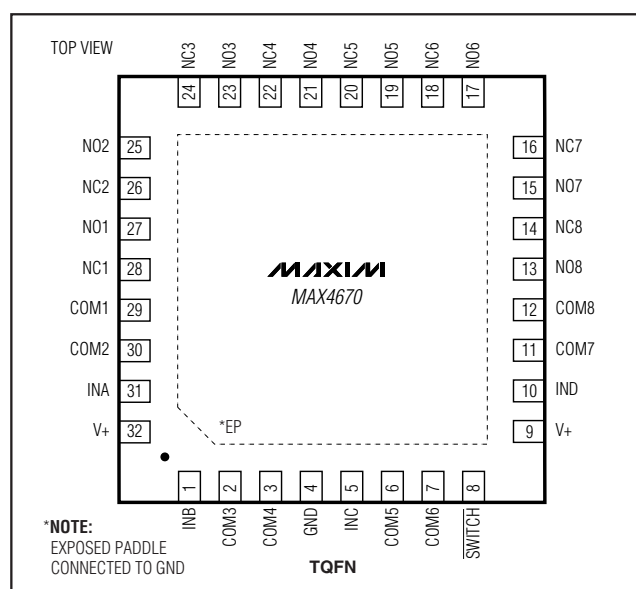 TOP VIEW
NC3
NO3
NC4
NO4
NC5
NO5
NC6
NO6
24
23
22
21
20
19
18
17
NO2 25
NC2 26
NO1 27
NC1 28
COM1 29
COM2 30
INA 31
V+ 32
16 NC7
15 NO7
14 NC8
13 NO8
12 COM8
11 COM7
10 IND
9 V+
MAXIM
MAX4670
*EP
1
2
3
4
5
6
7
8
INB
COM3
COM4
GND
INC
COM5
COM6
SWITCH
*NOTE:
EXPOSED PADDLE
CONNECTED TO GND
TQFN